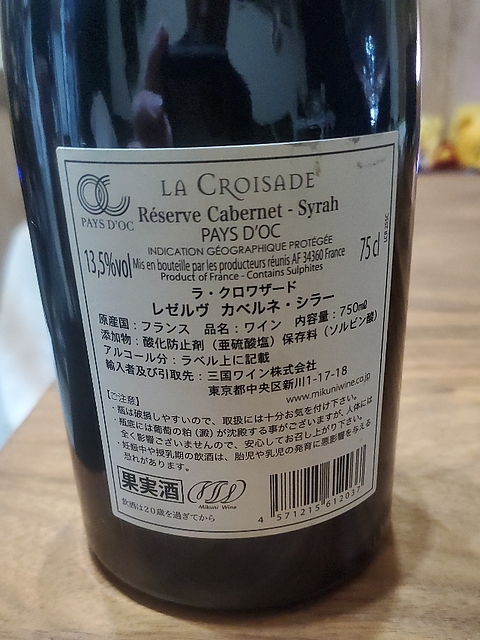 LA CROISADE
Réserve Cabernet - Syrah
PAYS D'OC
PAYS D'OC
INDICATION GÉOGRAPHIQUE PROTÉGÉE
13,5%vol Mis en bouteille par les producteurs réunis AF 34360 France 75 cl
Product of France - Contains Sulphites
ラ・クロワザード
レゼルヴ カベルネ・シラー
原産国：フランス 品名：ワイン 内容量：750㎖
添加物：酸化防止剤（亜硫酸塩）保存料（ソルビン酸）
アルコール分：ラベル上に記載
輸入者及び引取先：三国ワイン株式会社
東京都中央区新川1-17-18
www.mikuniwine.co.jp
【ご注意】
・瓶は破損しやすいので、取扱には十分お気を付け下さい。
・瓶底には葡萄の粕（澱）が沈殿する事がございますが、人体には
全く影響ございませんので、安心してお召し上がり下さい。
・妊娠中や授乳期の飲酒は、胎児や乳児の発育に悪影響を与える
恐れがあります。
果実酒
Mikuni Wine
飲酒は20歳を過ぎてから
4 571215 612037